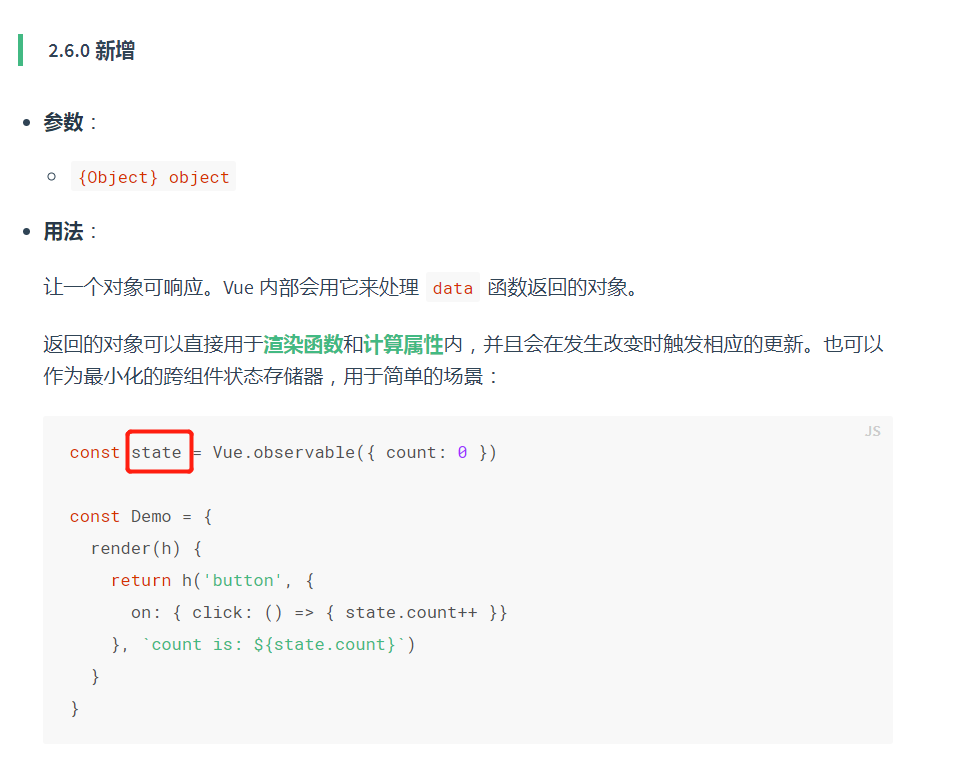 2.6.0 新增
参数：
{Object} object
用法：
让一个对象可响应。Vue 内部会用它来处理 data 函数返回的对象。
返回的对象可以直接用于渲染函数和计算属性内，并且会在发生改变时触发相应的更新。也可以
作为最小化的跨组件状态存储器，用于简单的场景：
JS
const state = Vue.observable({ count: 0 })
const Demo = {
render(h) {
return h('button', {
on: { click: () => { state.count++ }}
}, `count is: ${state.count}`)
}
}